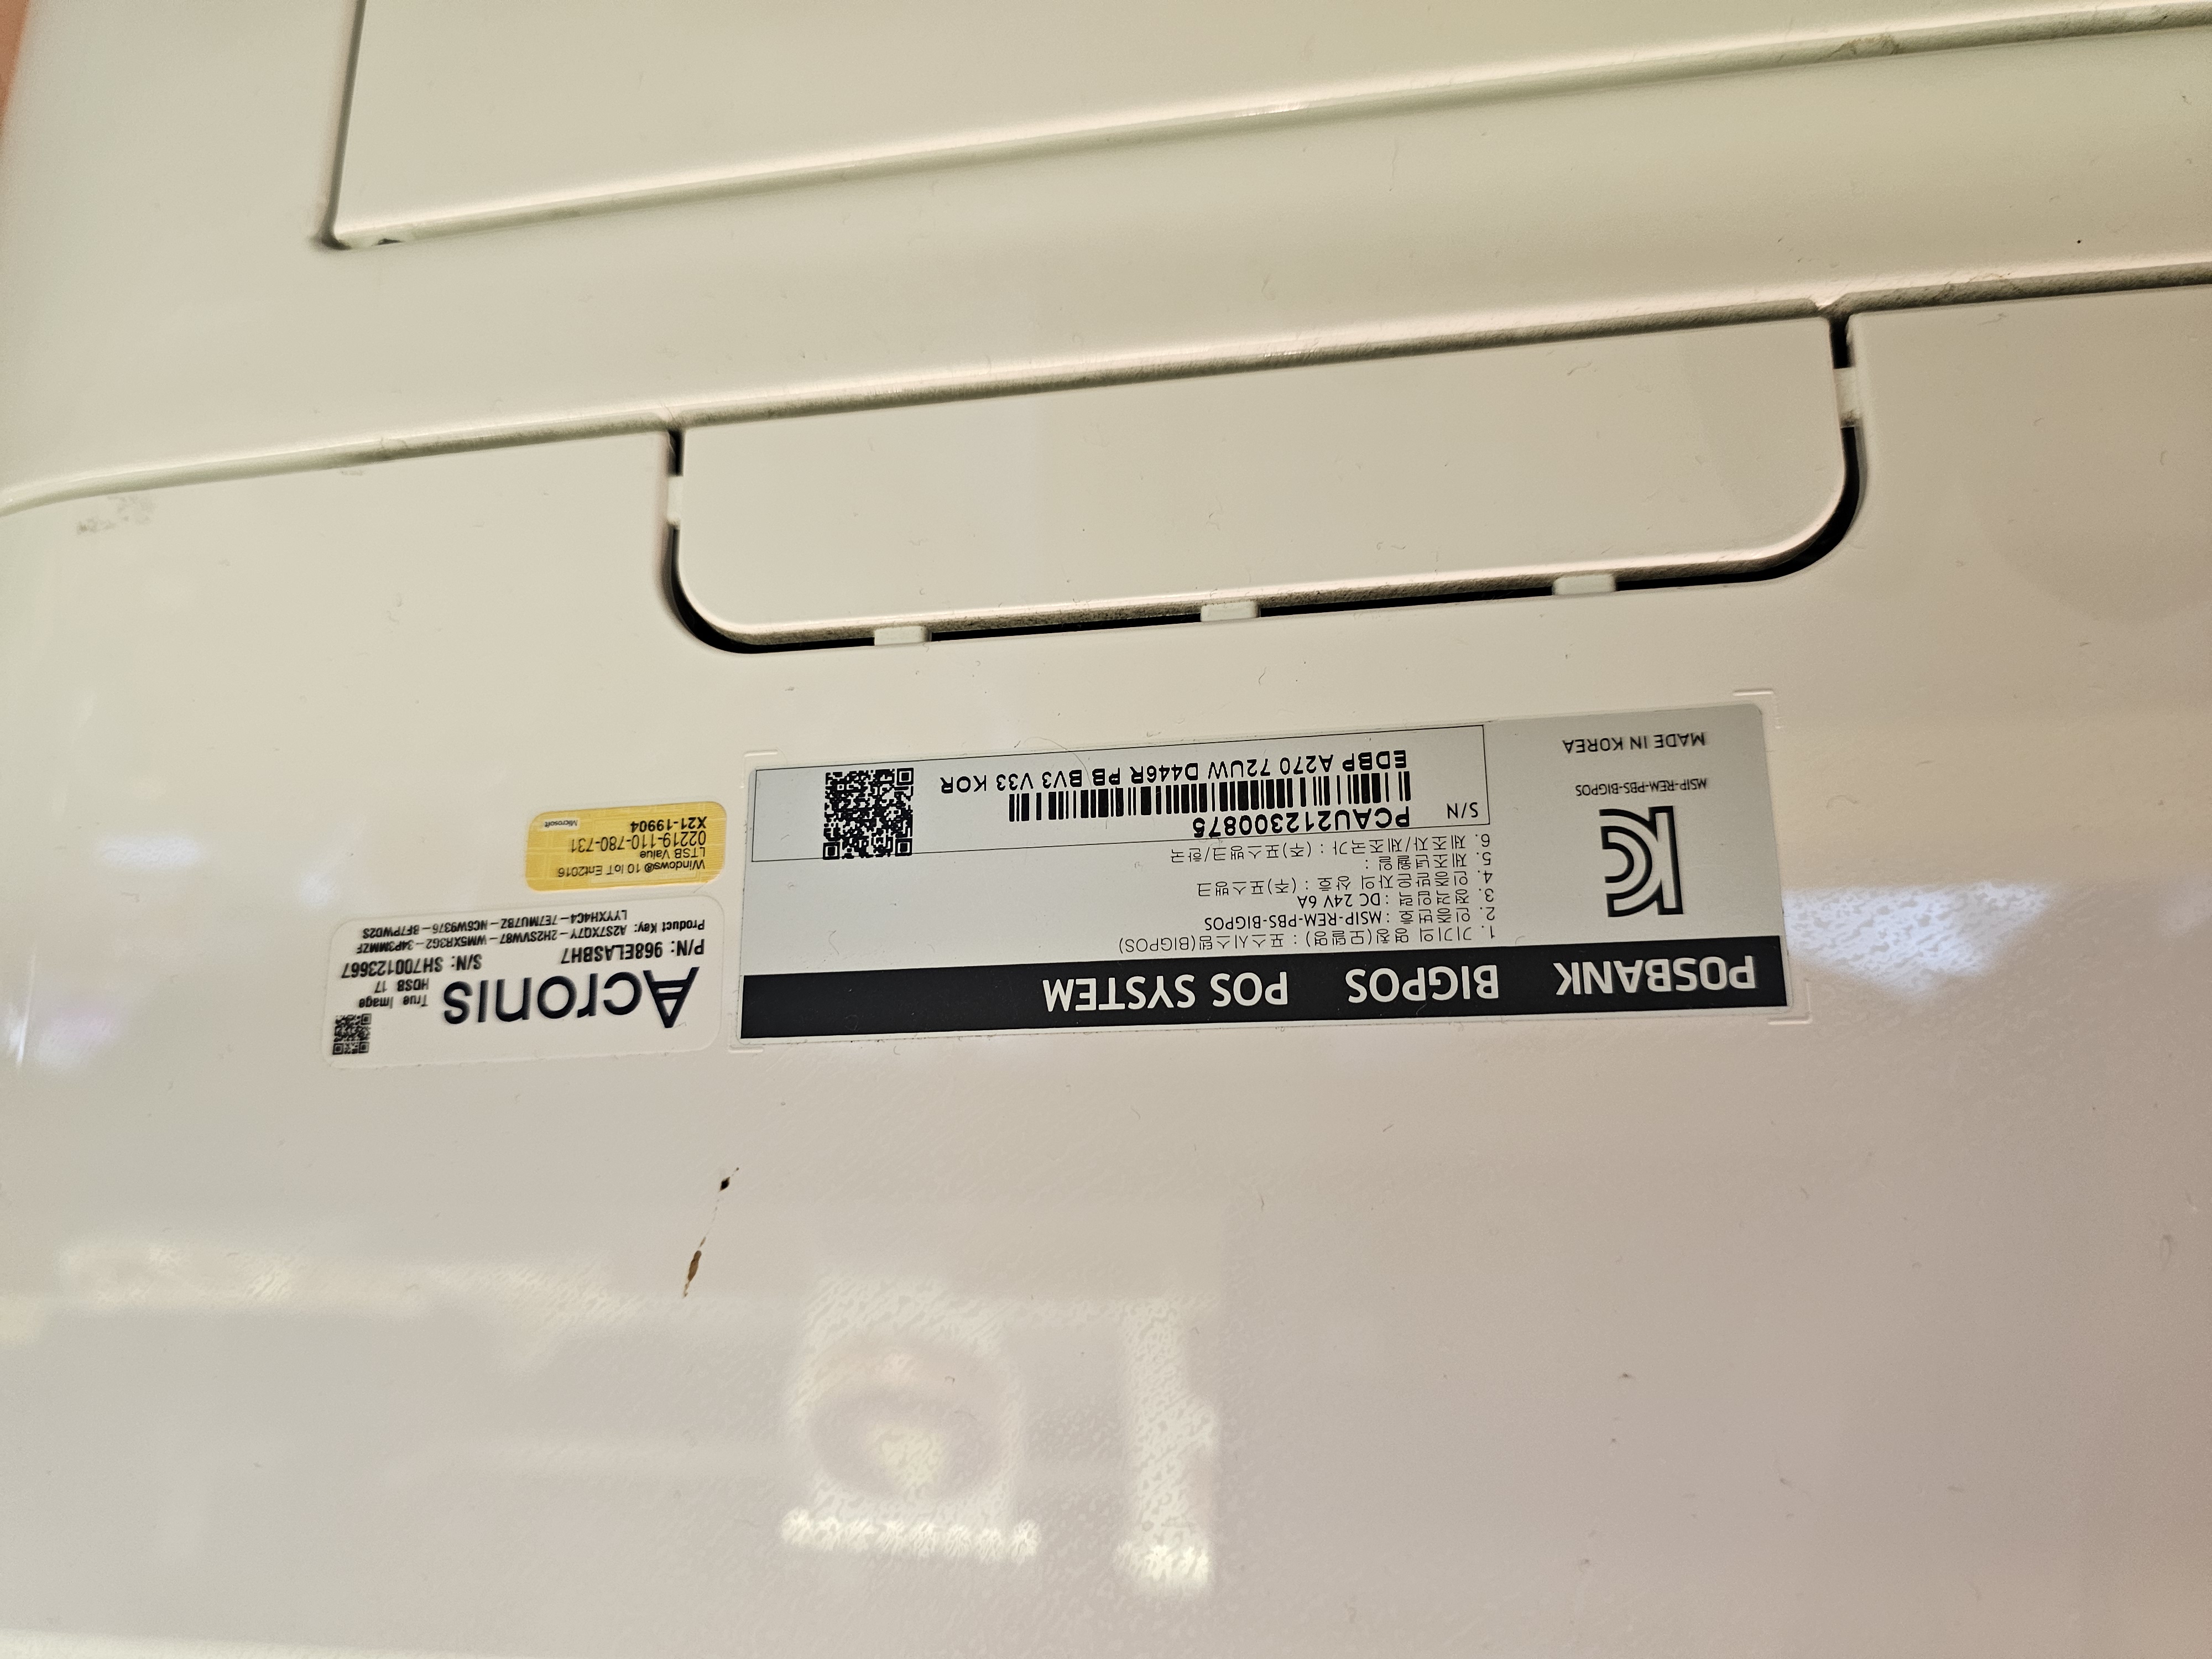 POSBANK BIGPOS POS SYSTEM
1. 기기의 명칭(모델명) : 포스시스템(BIGPOS)
2. 인증번호 : MSIP-REM-PBS-BIGPOS
3. 정격입력 : DC 24V 6A
4. 인증받은자의 상호 : (주)포스뱅크
5. 제조년월일 :
6. 제조자/제조국가 : (주)포스뱅크/한국
S/N PCAU212300875
EDBP A270 72UW D446R PB BV3 V33 KOR
MSIP-REM-PBS-BIGPOS
MADE IN KOREA
Acronis
True Image
HDSB 17
P/N: 968ELASBH7 S/N: SH700123667
Product Key: A2S7XQ7Y-2H2SVW87-WM5XR3G2-34P3MMZF
LYYXH4C4-7E7MU7BZ-NC6W9376-8F7PWD2S
Windows® 10 IoT Ent2016
LTSB Value
02219-110-780-731
X21-19904
Microsoft